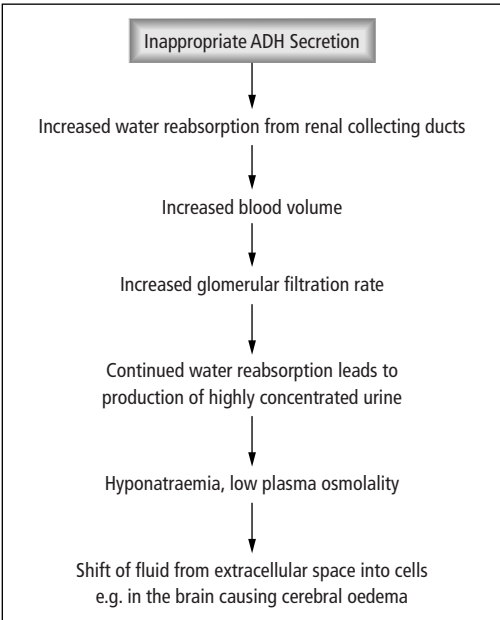 Inappropriate ADH Secretion
Increased water reabsorption from renal collecting ducts
Increased blood volume
Increased glomerular filtration rate
Continued water reabsorption leads to
production of highly concentrated urine
Hyponatraemia, low plasma osmolality
Shift of fluid from extracellular space into cells
e.g. in the brain causing cerebral oedema